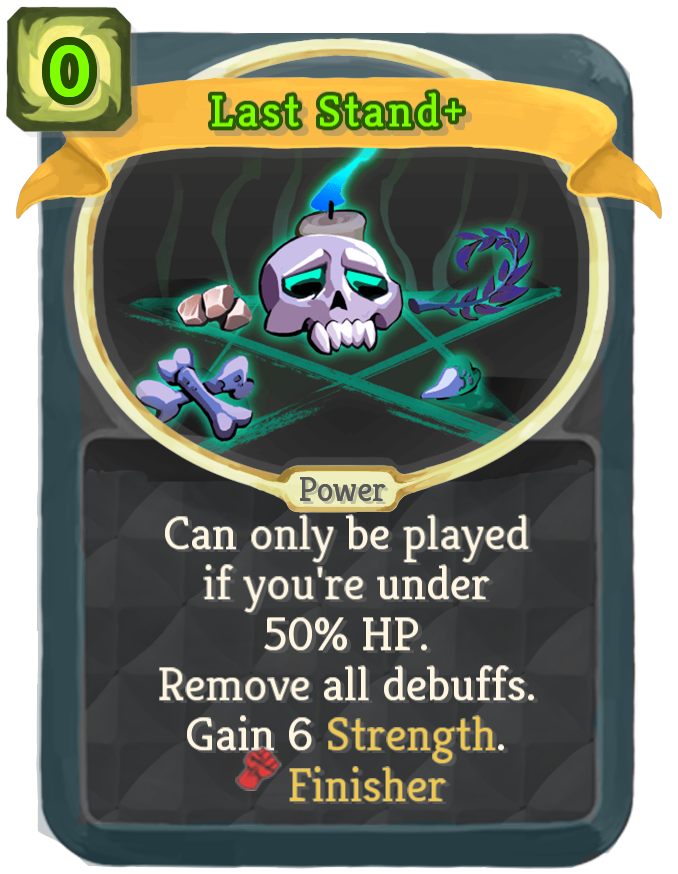 0
Last Stand+
Power
Can only be played
if you're under
50% HP.
Remove all debuffs.
Gain 6 Strength.
Finisher